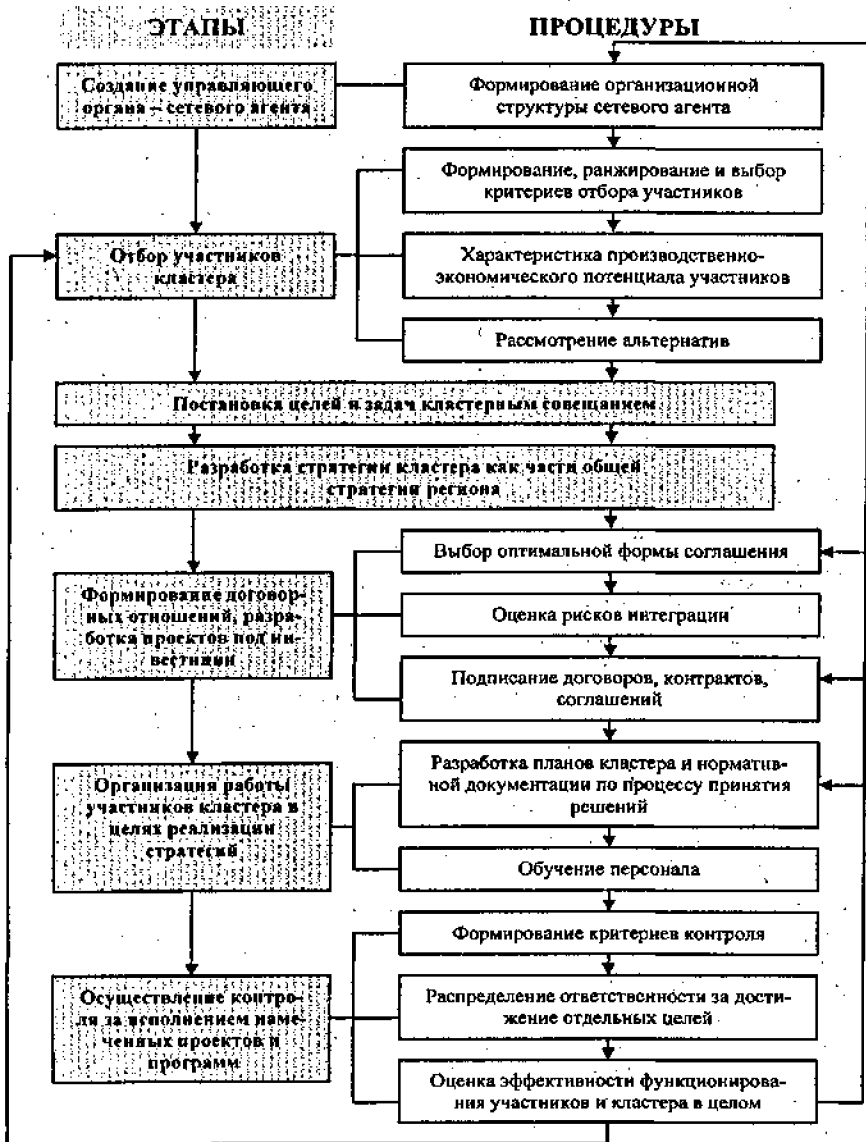 ЭТАПЫ
ПРОЦЕДУРЫ
Создание управляющего
органа – сетевого агента
Формирование организационной
структуры сетевого агента
Формирование, ранжирование и выбор
критериев отбора участников
Отбор участников
кластера
Характеристика производственно-
экономического потенциала участников
Рассмотрение альтернатив
Постановка целей и задач кластерным совещанием
Разработка стратегии кластера как части общей
стратегии региона
Формирование договор-
ных отношений, разра-
ботка проектов под ин-
вестиции
Выбор оптимальной формы соглашения
Оценка рисков интеграции
Подписание договоров, контрактов,
соглашений
Организация работы
участников кластера в
целях реализации
стратегий
Разработка планов кластера и норматив-
ной документации по процессу принятия
решений
Обучение персонала
Осуществление контро-
ля за исполнением наме-
ченных проектов и
программ
Формирование критериев контроля
Распределение ответственности за дости-
жение отдельных целей
Оценка эффективности функционирова-
ния участников и кластера в целом